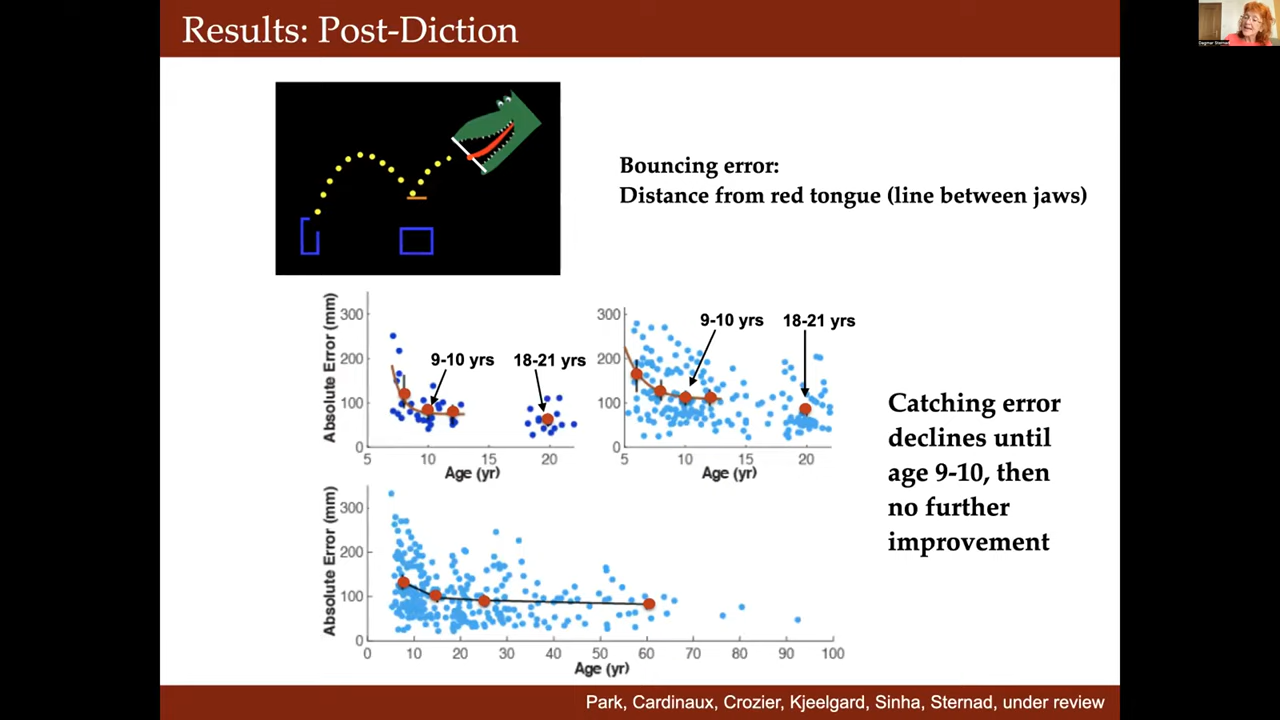 Results: Post-Diction
Dagmar Sternad
Bouncing error:
Distance from red tongue (line between jaws)
Absolute Error (mm)
300
200
100
0
9-10 yrs
18-21 yrs
5
10
15
20
Age (yr)
300
200
100
0
9-10 yrs
18-21 yrs
5
10
15
20
Age (yr)
Catching error
declines until
age 9-10, then
no further
improvement
Absolute Error (mm)
300
200
100
0
0
10
20
30
40
50
60
70
80
90
100
Age (yr)
Park, Cardinaux, Crozier, Kjeelgard, Sinha, Sternad, under review